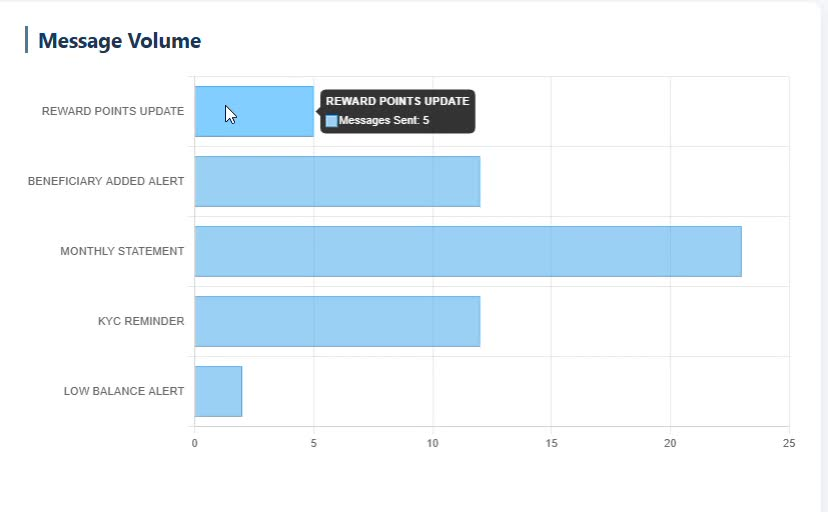 Message Volume
REWARD POINTS UPDATE
REWARD POINTS UPDATE
Messages Sent: 5
BENEFICIARY ADDED ALERT
MONTHLY STATEMENT
KYC REMINDER
LOW BALANCE ALERT
0 5 10 15 20 25